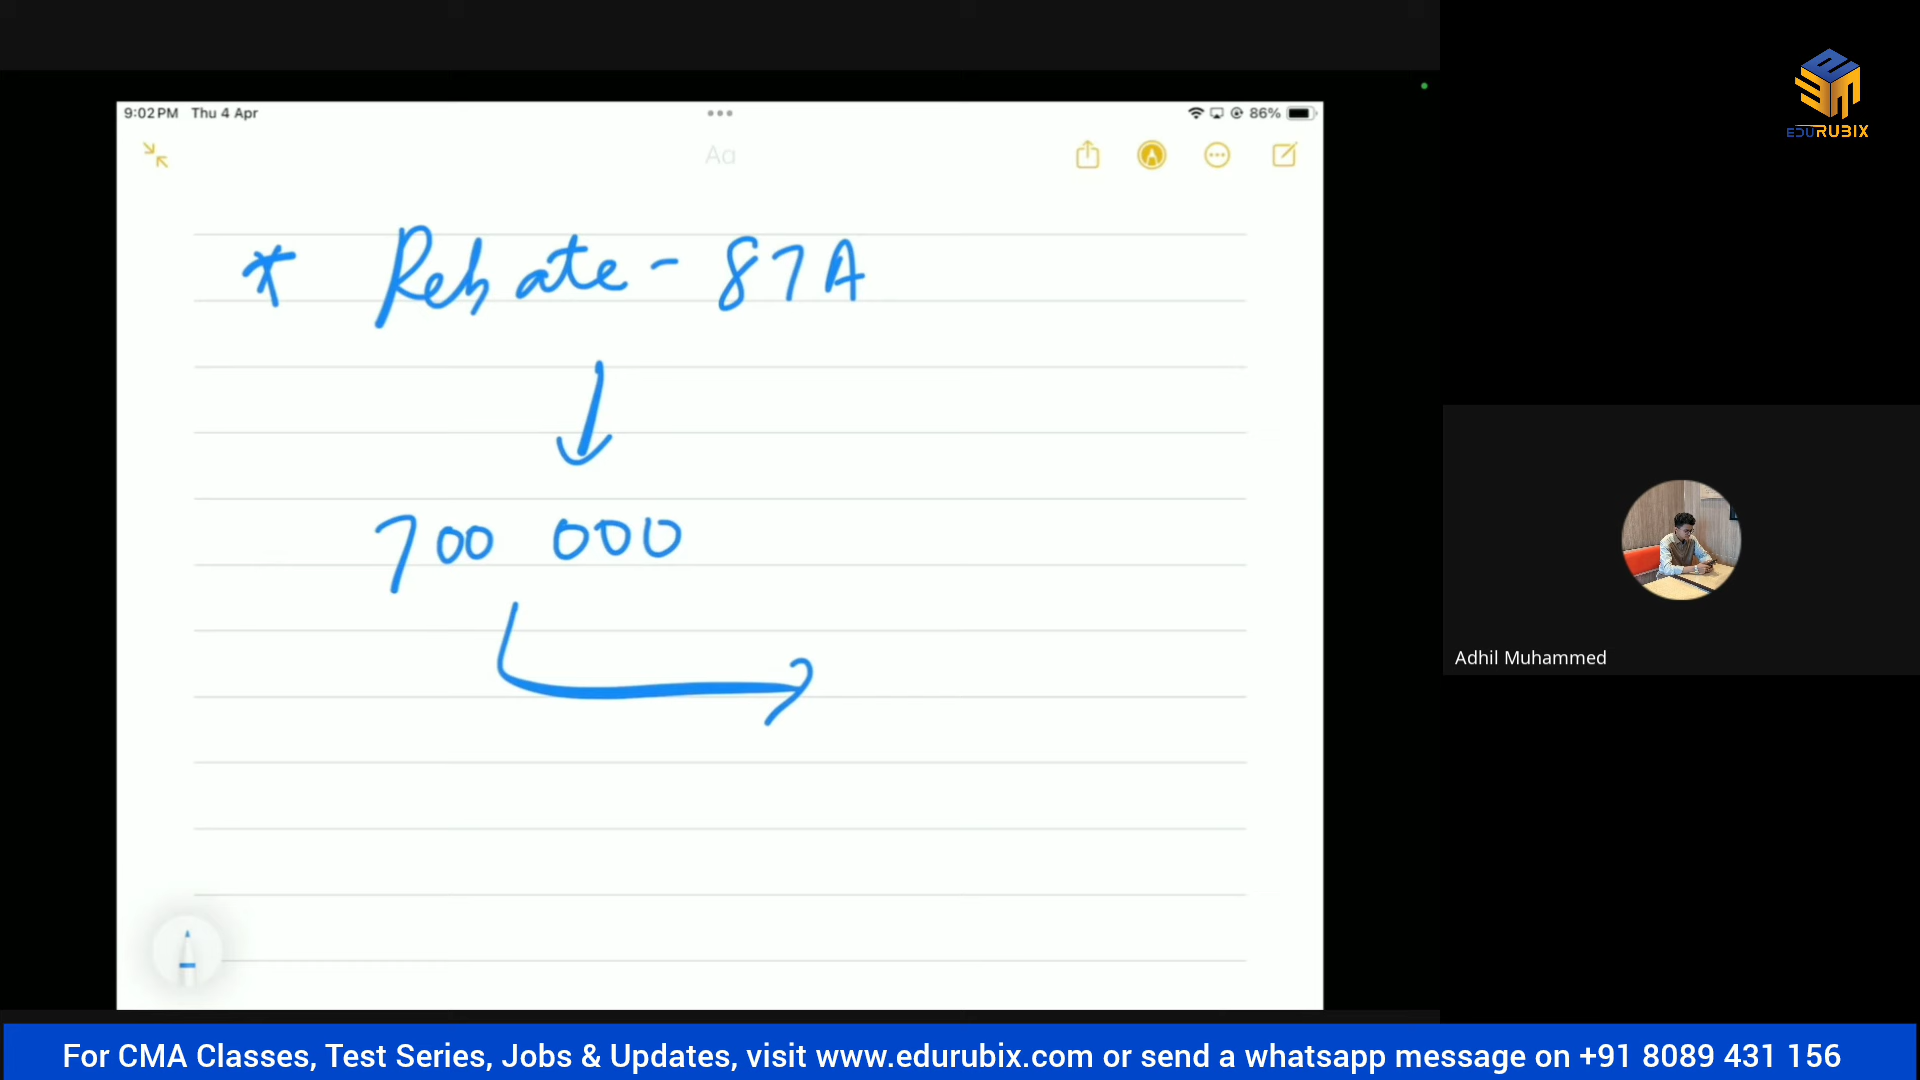 9:02 PM Thu 4 Apr
86%
Aa
* Rebate - 87A
700 000
EDURUBIX
Adhil Muhammed
For CMA Classes, Test Series, Jobs & Updates, visit www.edurubix.com or send a whatsapp message on +91 8089 431 156